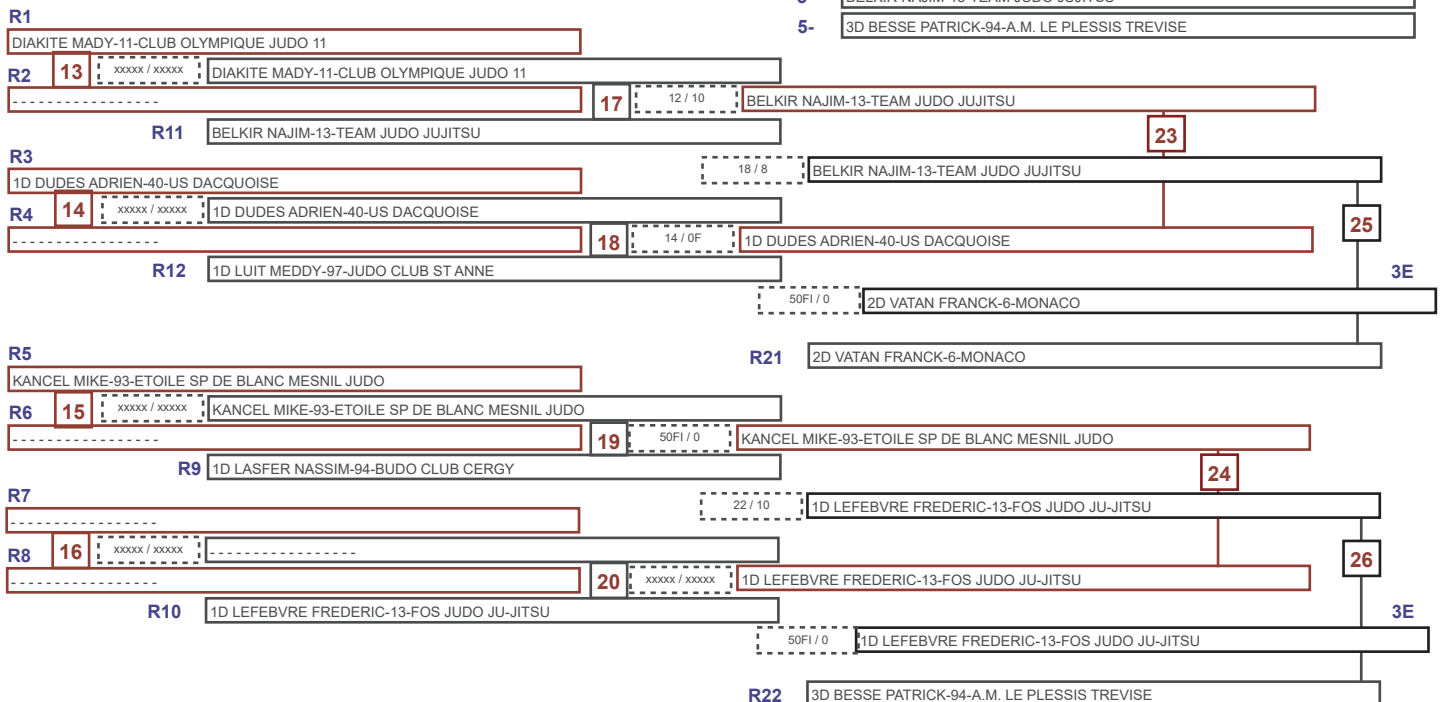 BELKIR NAJIM-13-TEAM JUDO JUJITSU
R1
5- 3D BESSE PATRICK-94-A.M. LE PLESSIS TREVISE
DIAKITE MADY-11-CLUB OLYMPIQUE JUDO 11
R2 13 xxxxx / xxxxx DIAKITE MADY-11-CLUB OLYMPIQUE JUDO 11
- - - - - - - - - - - - - - - - - 17 12 / 10 BELKIR NAJIM-13-TEAM JUDO JUJITSU
R11 BELKIR NAJIM-13-TEAM JUDO JUJITSU 23
R3
18 / 8 BELKIR NAJIM-13-TEAM JUDO JUJITSU
1D DUDES ADRIEN-40-US DACQUOISE
R4 14 xxxxx / xxxxx 1D DUDES ADRIEN-40-US DACQUOISE 25
- - - - - - - - - - - - - - - - - 18 14 / 0F 1D DUDES ADRIEN-40-US DACQUOISE
R12 1D LUIT MEDDY-97-JUDO CLUB ST ANNE 3E
50FI / 0 2D VATAN FRANCK-6-MONACO
R5 R21 2D VATAN FRANCK-6-MONACO
KANCEL MIKE-93-ETOILE SP DE BLANC MESNIL JUDO
R6 15 xxxxx / xxxxx KANCEL MIKE-93-ETOILE SP DE BLANC MESNIL JUDO
- - - - - - - - - - - - - - - - - 19 50FI / 0 KANCEL MIKE-93-ETOILE SP DE BLANC MESNIL JUDO
R9 1D LASFER NASSIM-94-BUDO CLUB CERGY 24
R7
22 / 10 1D LEFEBVRE FREDERIC-13-FOS JUDO JU-JITSU
- - - - - - - - - - - - - - - - -
R8 16 xxxxx / xxxxx - - - - - - - - - - - - - - - - - 26
- - - - - - - - - - - - - - - - - 20 xxxxx / xxxxx 1D LEFEBVRE FREDERIC-13-FOS JUDO JU-JITSU
R10 1D LEFEBVRE FREDERIC-13-FOS JUDO JU-JITSU 3E
50FI / 0 1D LEFEBVRE FREDERIC-13-FOS JUDO JU-JITSU
R22 3D BESSE PATRICK-94-A.M. LE PLESSIS TREVISE